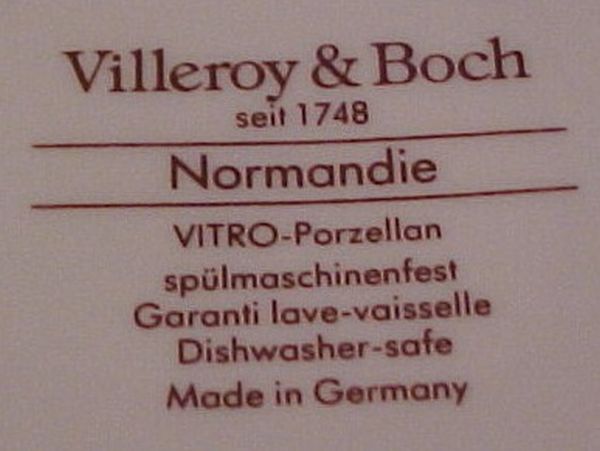 Villeroy & Boch
seit 1748
Normandie
VITRO-Porzellan
spülmaschinenfest
Garanti lave-vaisselle
Dishwasher-safe
Made in Germany